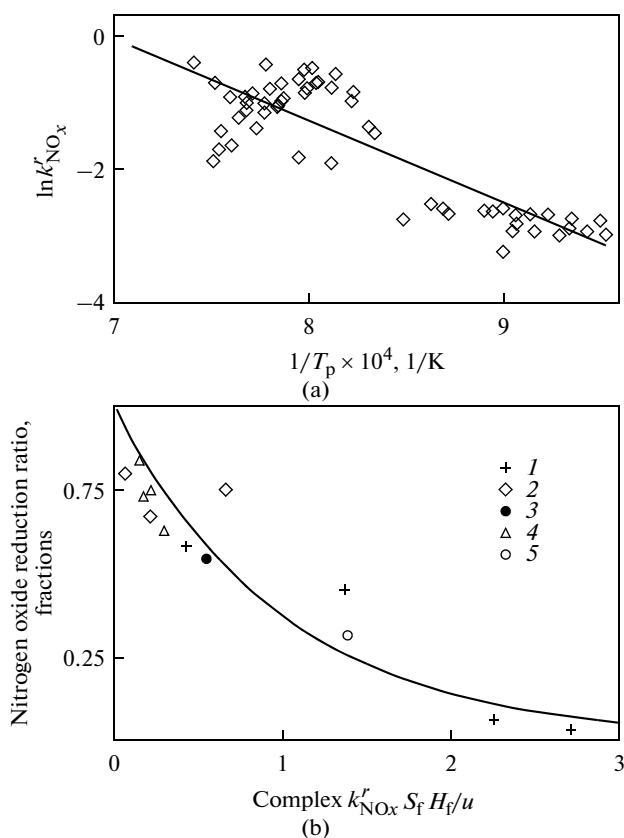 0
ln k^r_NOx
−2
−4
7 8 9
1/T_p × 10^4, 1/K
(a)
Nitrogen oxide reduction ratio,
fractions
0.75
0.25
1
2
3
4
5
0 1 2 3
Complex k^r_NOx S_f H_f/u
(b)